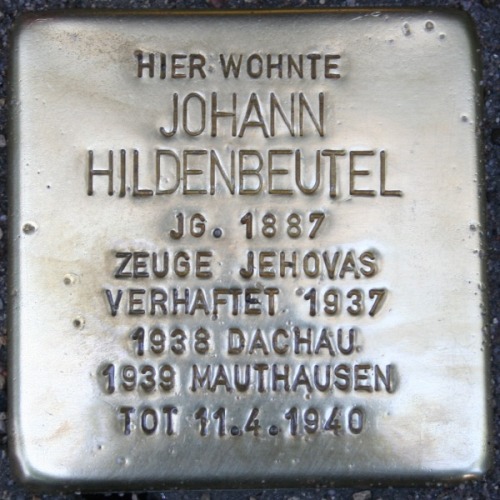 HIER WOHNTE
JOHANN
HILDENBEUTEL
JG. 1887
ZEUGE JEHOVAS
VERHAFTET 1937
1938 DACHAU
1939 MAUTHAUSEN
TOT 11.4.1940